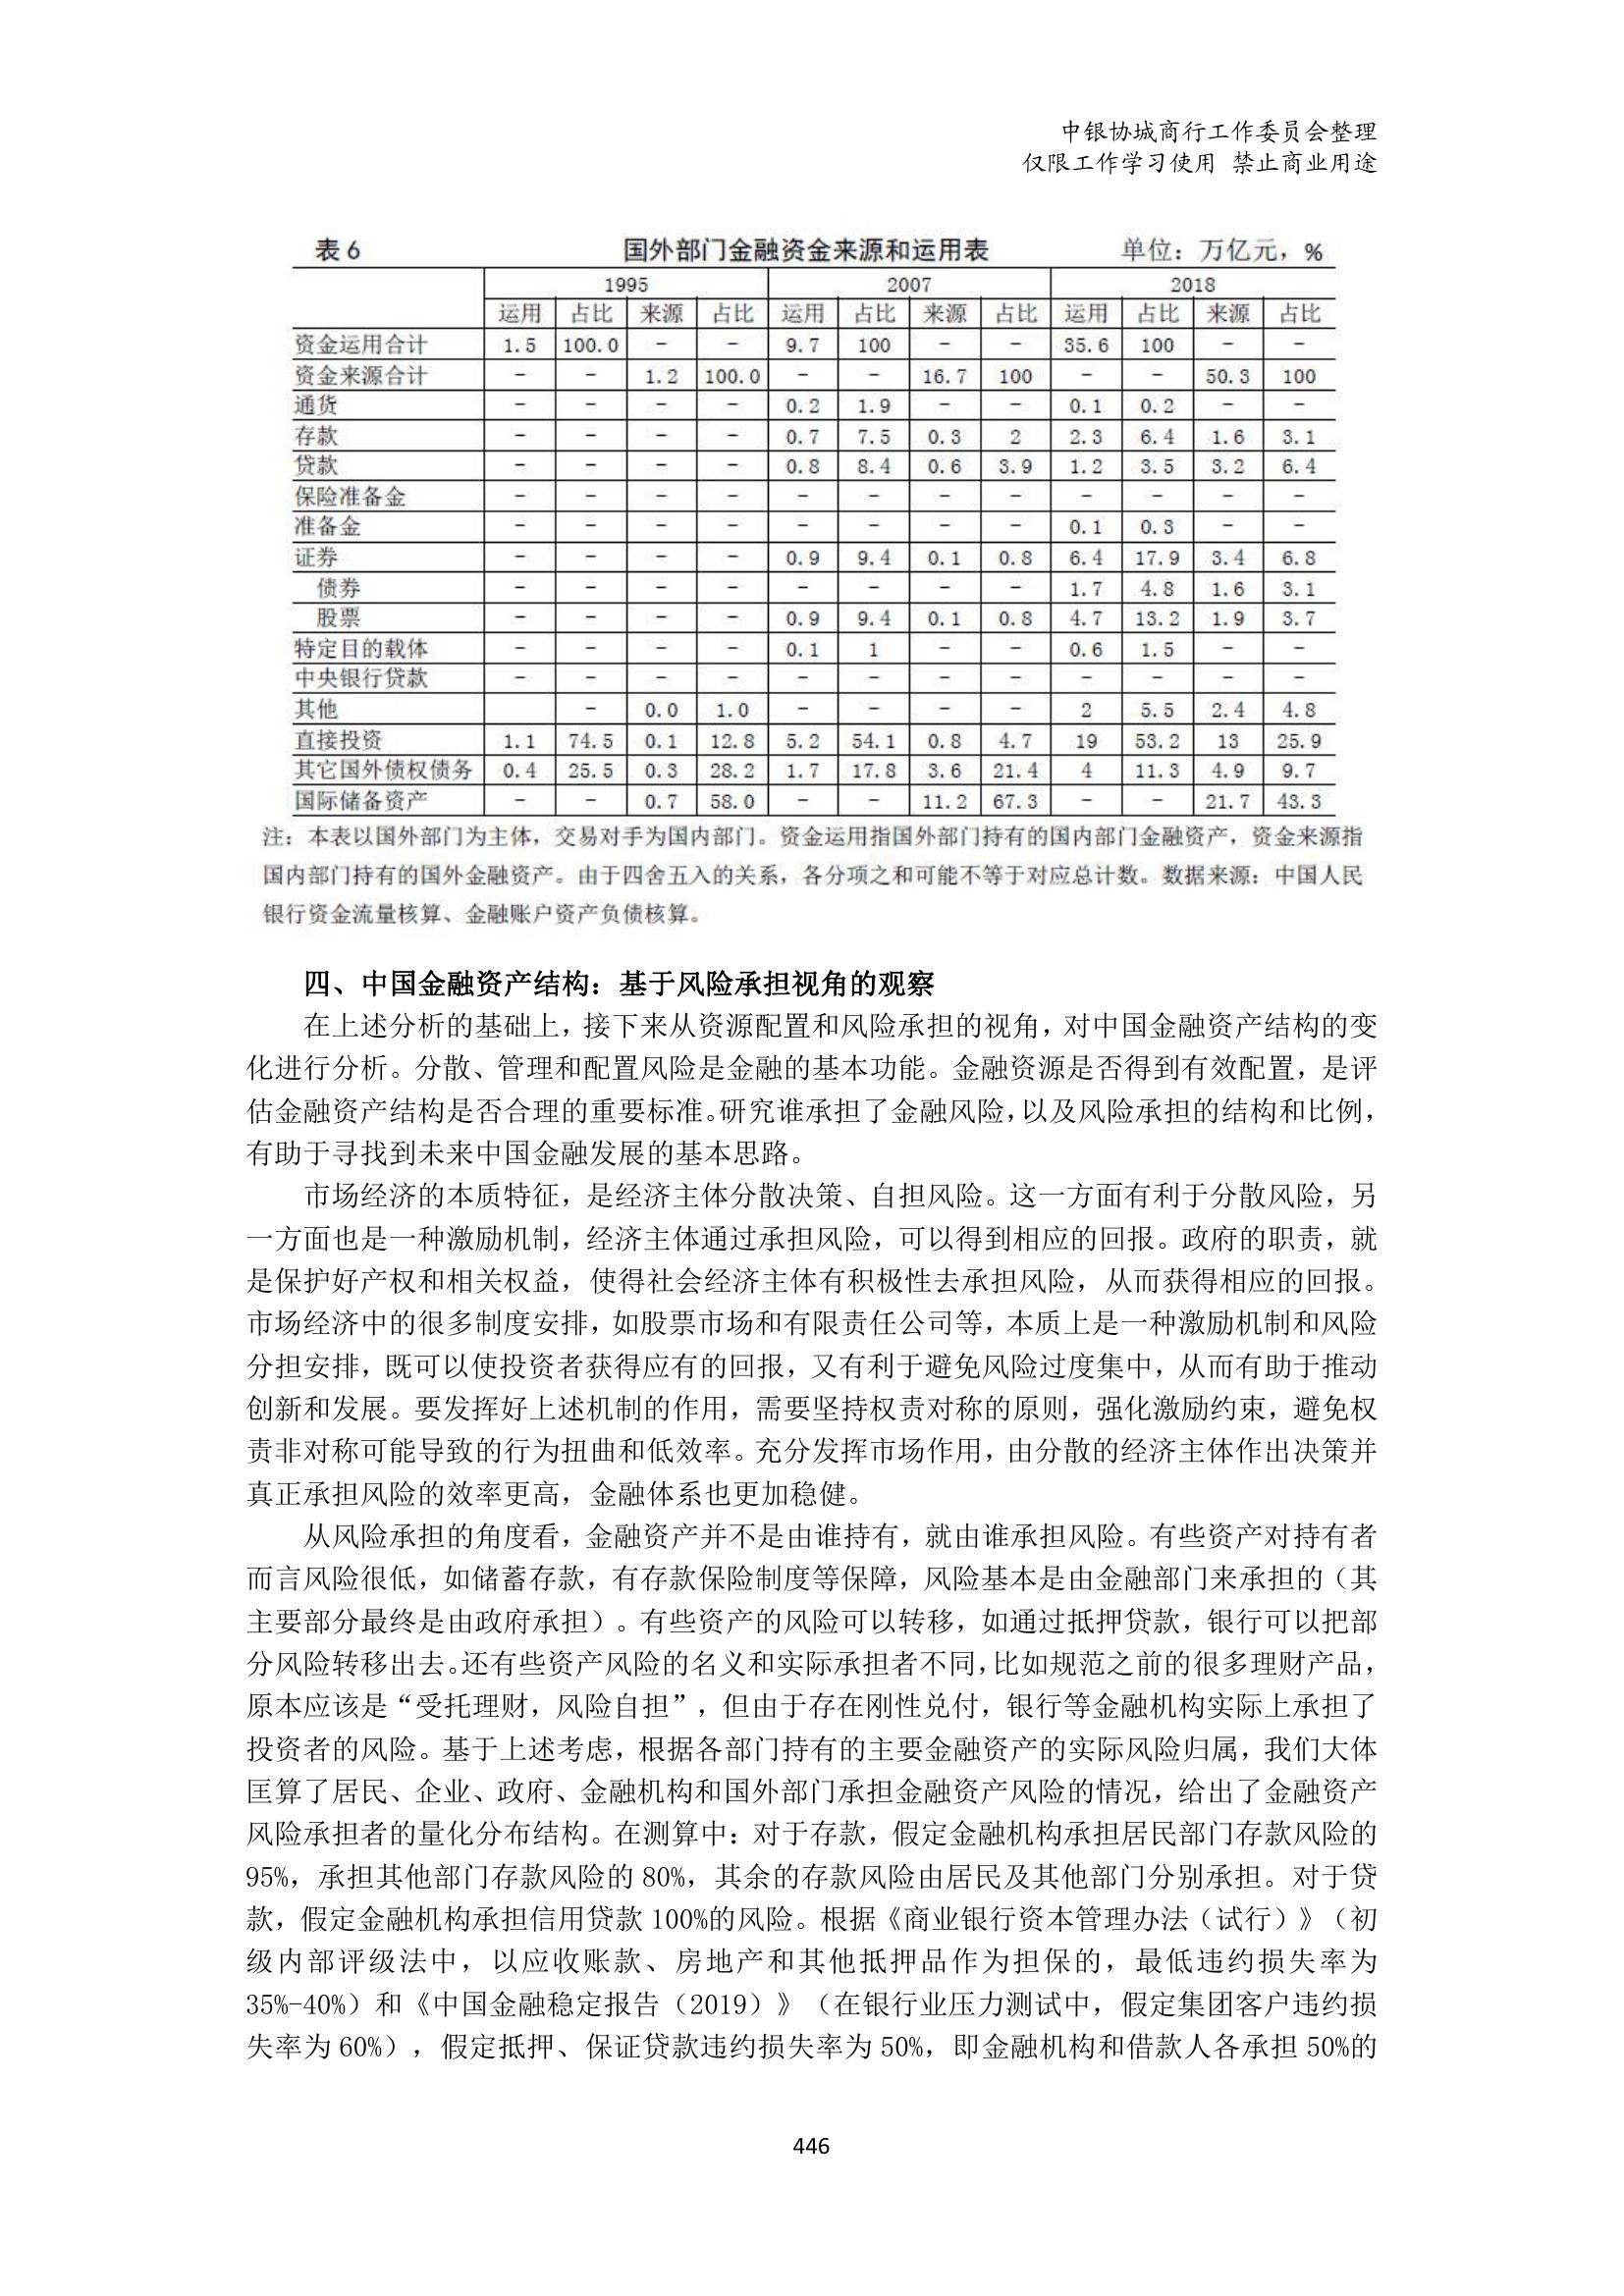 中银协城商行工作委员会整理
仅限工作学习使用 禁止商业用途
表 6 国外部门金融资金来源和运用表 单位：万亿元，%
1995 2007 2018
运用 占比 来源 占比 运用 占比 来源 占比 运用 占比 来源 占比
资金运用合计 1.5 100.0 - - 9.7 100 - - 35.6 100 - -
资金来源合计 - - 1.2 100.0 - - 16.7 100 - - 50.3 100
通货 - - - - 0.2 1.9 - - 0.1 0.2 - -
存款 - - - - 0.7 7.5 0.3 2 2.3 6.4 1.6 3.1
贷款 - - - - 0.8 8.4 0.6 3.9 1.2 3.5 3.2 6.4
保险准备金 - - - - - - - - - - - -
准备金 - - - - - - - - 0.1 0.3 - -
证券 - - - - 0.9 9.4 0.1 0.8 6.4 17.9 3.4 6.8
债券 - - - - - - - - 1.7 4.8 1.6 3.1
股票 - - - - 0.9 9.4 0.1 0.8 4.7 13.2 1.9 3.7
特定目的载体 - - - - 0.1 1 - - 0.6 1.5 - -
中央银行贷款 - - - - - - - - - - - -
其他 - 0.0 1.0 - - - - 2 5.5 2.4 4.8
直接投资 1.1 74.5 0.1 12.8 5.2 54.1 0.8 4.7 19 53.2 13 25.9
其它国外债权债务 0.4 25.5 0.3 28.2 1.7 17.8 3.6 21.4 4 11.3 4.9 9.7
国际储备资产 - - 0.7 58.0 - - 11.2 67.3 - - 21.7 43.3
注：本表以国外部门为主体，交易对手为国内部门。资金运用指国外部门持有的国内部门金融资产，资金来源指
国内部门持有的国外金融资产。由于四舍五入的关系，各分项之和可能不等于对应总计数。数据来源：中国人民
银行资金流量核算、金融账户资产负债核算。
四、中国金融资产结构：基于风险承担视角的观察
在上述分析的基础上，接下来从资源配置和风险承担的视角，对中国金融资产结构的变
化进行分析。分散、管理和配置风险是金融的基本功能。金融资源是否得到有效配置，是评
估金融资产结构是否合理的重要标准。研究谁承担了金融风险，以及风险承担的结构和比例，
有助于寻找到未来中国金融发展的基本思路。
市场经济的本质特征，是经济主体分散决策、自担风险。这一方面有利于分散风险，另
一方面也是一种激励机制，经济主体通过承担风险，可以得到相应的回报。政府的职责，就
是保护好产权和相关权益，使得社会经济主体有积极性去承担风险，从而获得相应的回报。
市场经济中的很多制度安排，如股票市场和有限责任公司等，本质上是一种激励机制和风险
分担安排，既可以使投资者获得应有的回报，又有利于避免风险过度集中，从而有助于推动
创新和发展。要发挥好上述机制的作用，需要坚持权责对称的原则，强化激励约束，避免权
责非对称可能导致的行为扭曲和低效率。充分发挥市场作用，由分散的经济主体作出决策并
真正承担风险的效率更高，金融体系也更加稳健。
从风险承担的角度看，金融资产并不是由谁持有，就由谁承担风险。有些资产对持有者
而言风险很低，如储蓄存款，有存款保险制度等保障，风险基本是由金融部门来承担的（其
主要部分最终是由政府承担）。有些资产的风险可以转移，如通过抵押贷款，银行可以把部
分风险转移出去。还有些资产风险的名义和实际承担者不同，比如规范之前的很多理财产品，
原本应该是“受托理财，风险自担”，但由于存在刚性兑付，银行等金融机构实际上承担了
投资者的风险。基于上述考虑，根据各部门持有的主要金融资产的实际风险归属，我们大体
匡算了居民、企业、政府、金融机构和国外部门承担金融资产风险的情况，给出了金融资产
风险承担者的量化分布结构。在测算中：对于存款，假定金融机构承担居民部门存款风险的
95%，承担其他部门存款风险的 80%，其余的存款风险由居民及其他部门分别承担。对于贷
款，假定金融机构承担信用贷款 100%的风险。根据《商业银行资本管理办法（试行）》（初
级内部评级法中，以应收账款、房地产和其他抵押品作为担保的，最低违约损失率为
35%-40%）和《中国金融稳定报告（2019）》（在银行业压力测试中，假定集团客户违约损
失率为 60%），假定抵押、保证贷款违约损失率为 50%，即金融机构和借款人各承担 50%的
446